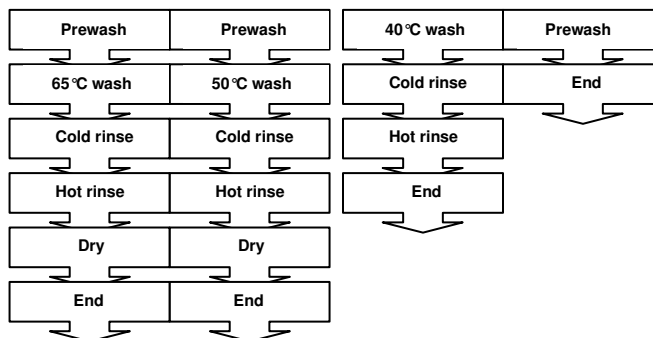 Prewash
Prewash
40°C wash
Prewash
65°C wash
50°C wash
Cold rinse
End
Cold rinse
Cold rinse
Hot rinse
Hot rinse
Hot rinse
End
Dry
Dry
End
End